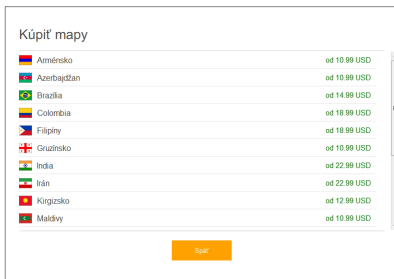 Kúpiť mapy
Arménsko od 10.99 USD
Azerbajdžan od 10.99 USD
Brazília od 14.99 USD
Colombia od 18.99 USD
Filipíny od 18.99 USD
Gruzínsko od 10.99 USD
India od 22.99 USD
Irán od 22.99 USD
Kirgizsko od 12.99 USD
Maldivy od 10.99 USD
Späť